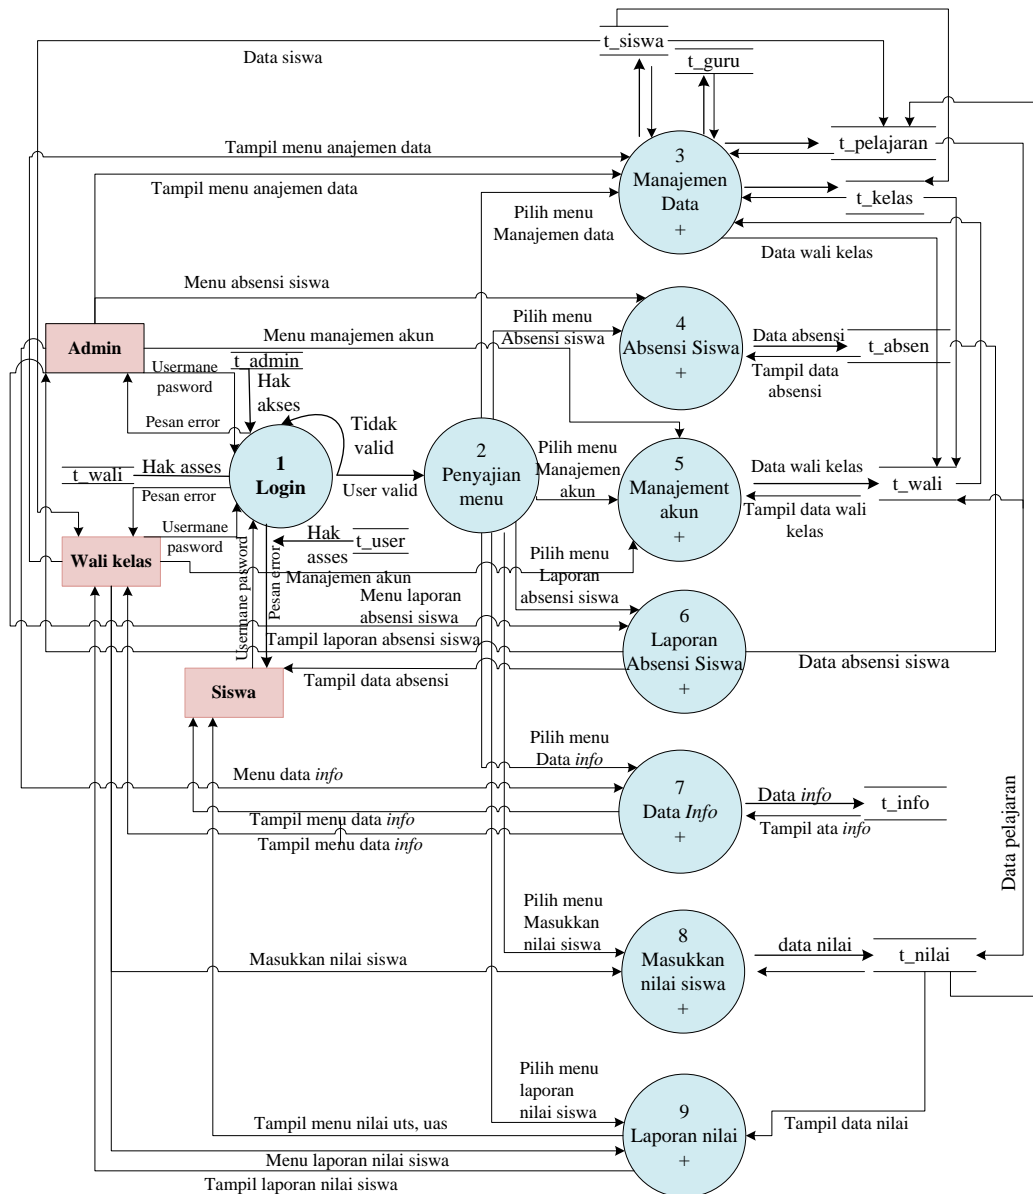 t_siswa
Data siswa
t_guru
Tampil menu anajemen data
Tampil menu anajemen data
3
Manajemen
Data
+
t_pelajaran
t_kelas
Pilih menu
Manajemen data
Data wali kelas
Menu absensi siswa
Pilih menu
Absensi siswa
4
Absensi Siswa
+
Data absensi
t_absen
Tampil data
absensi
Admin
Menu manajemen akun
Usermane
pasword
t_admin
Hak
akses
Pesan error
Tidak
valid
1
Login
User valid
2
Penyajian
menu
Pilih menu
Manajemen
akun
5
Manajement
akun
+
Data wali kelas
t_wali
Tampil data wali
kelas
t_wali
Hak asses
Pesan error
Usermane
pasword
Wali kelas
Hak
asses
t_user
Usermane pasword
Pesan error
Manajemen akun
Pilih menu
Laporan
absensi siswa
Menu laporan
absensi siswa
Tampil laporan absensi siswa
6
Laporan
Absensi Siswa
+
Data absensi siswa
Siswa
Tampil data absensi
Pilih menu
Data info
Menu data info
7
Data Info
+
Data info
t_info
Tampil ata info
Tampil menu data info
Tampil menu data info
Data pelajaran
Pilih menu
Masukkan
nilai siswa
8
Masukkan
nilai siswa
+
data nilai
t_nilai
Masukkan nilai siswa
Pilih menu
laporan
nilai siswa
9
Laporan nilai
+
Tampil data nilai
Tampil menu nilai uts, uas
Menu laporan nilai siswa
Tampil laporan nilai siswa